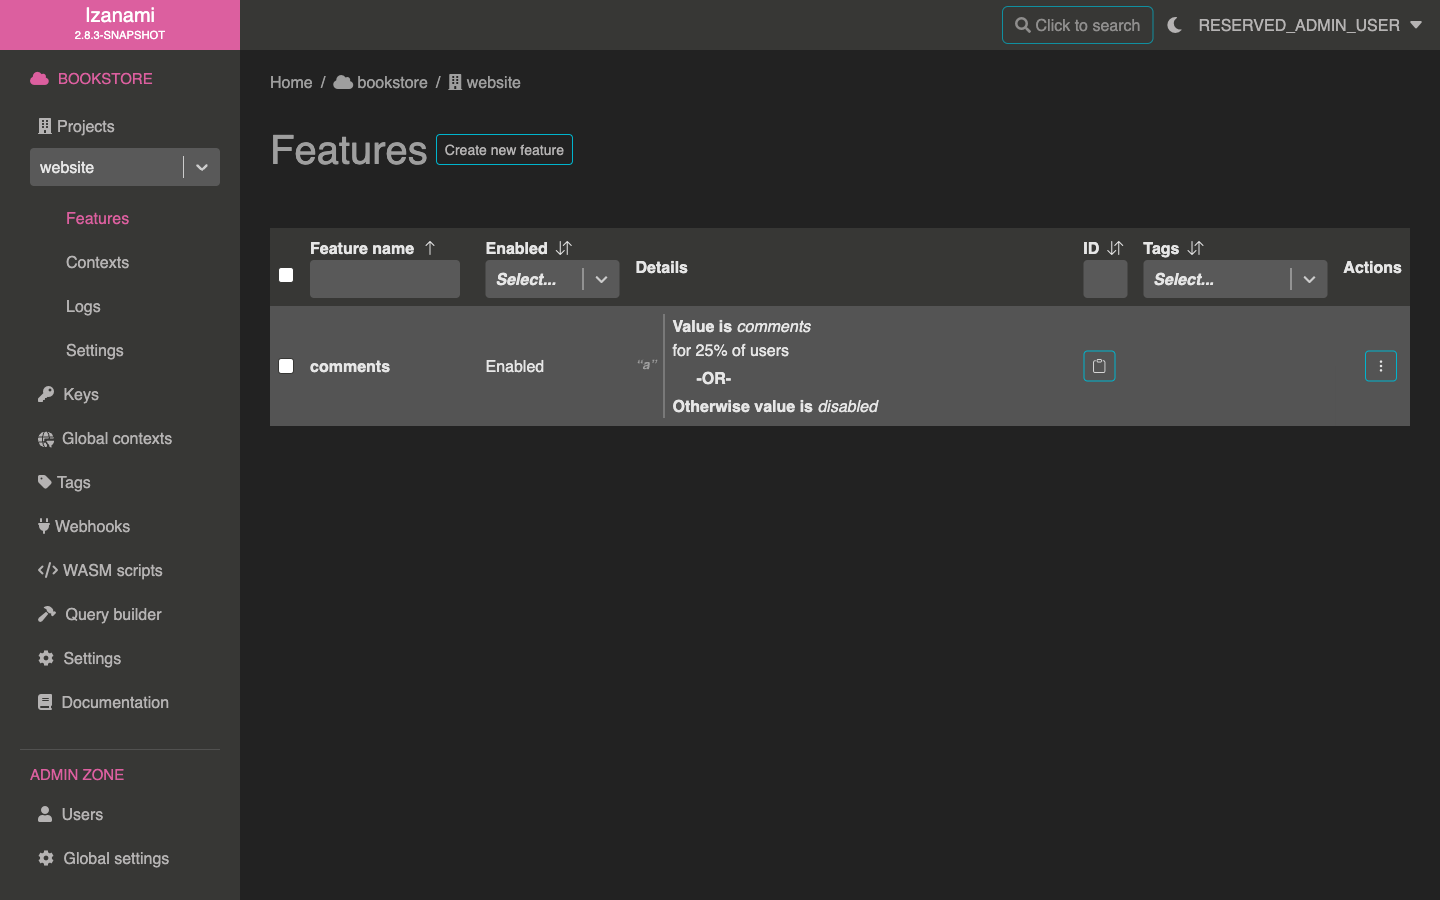 Izanami
2.8.3-SNAPSHOT
Click to search
RESERVED_ADMIN_USER
BOOKSTORE
Projects
website
Features
Contexts
Logs
Settings
Keys
Global contexts
Tags
Webhooks
WASM scripts
Query builder
Settings
Documentation
ADMIN ZONE
Users
Global settings
Home / bookstore / website
Features
Create new feature
Feature name
Enabled
Select...
Details
ID
Tags
Select...
Actions
comments
Enabled
“a”
Value is comments
for 25% of users
-OR-
Otherwise value is disabled